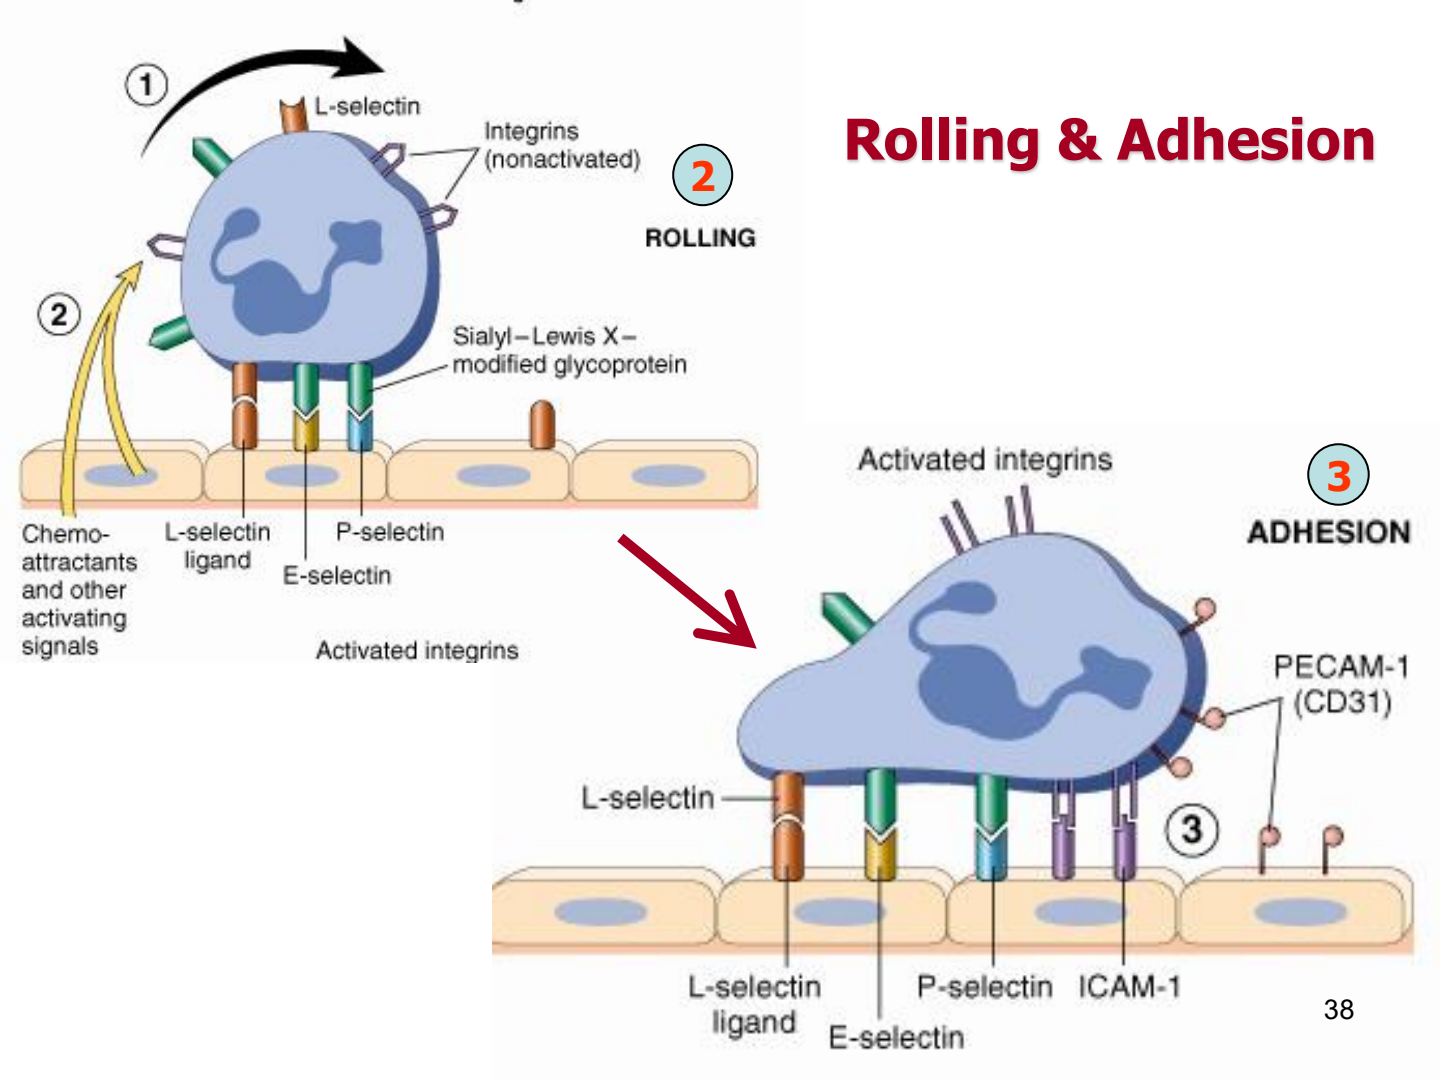 Rolling & Adhesion
1
L-selectin
Integrins
(nonactivated)
2
ROLLING
2
Sialyl–Lewis X–
modified glycoprotein
Chemo-
attractants
and other
activating
signals
L-selectin
ligand
E-selectin
P-selectin
Activated integrins
Activated integrins
3
ADHESION
PECAM-1
(CD31)
L-selectin
3
L-selectin
ligand
E-selectin
P-selectin
ICAM-1
38